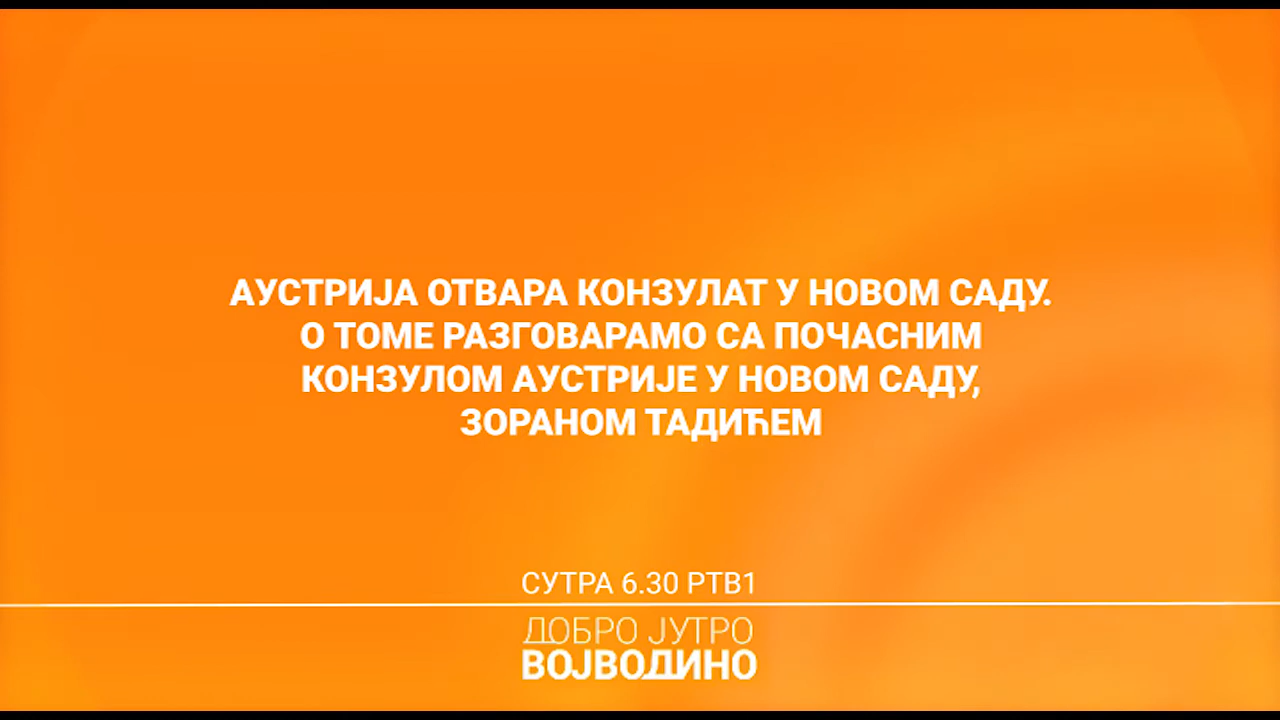 АУСТРИЈА ОТВАРА КОНЗУЛАТ У НОВОМ САДУ.
О ТОМЕ РАЗГОВАРАМО СА ПОЧАСНИМ
КОНЗУЛОМ АУСТРИЈЕ У НОВОМ САДУ,
ЗОРАНОМ ТАДИЋЕМ
СУТРА 6.30 РТВ1
ДОБРО ЈУТРО
ВОЈВОДИНО